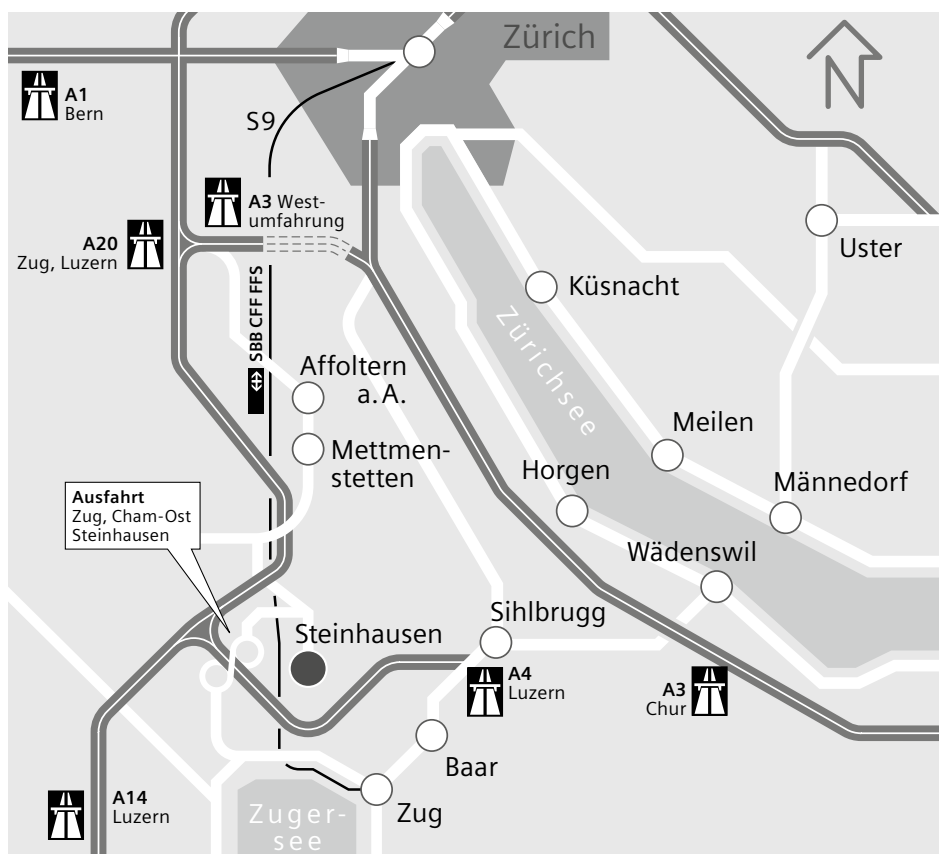 Zürich
A1
Bern
S9
A3 West-
umfahrung
A20
Zug, Luzern
Uster
Küsnacht
SBB CFF FFS
Zürichsee
Affoltern
a. A.
Meilen
Mettmen-
stetten
Horgen
Männedorf
Ausfahrt
Zug, Cham-Ost
Steinhausen
Wädenswil
Sihlbrugg
Steinhausen
A4
Luzern
A3
Chur
Baar
A14
Luzern
Zug
Zuger-
see
N